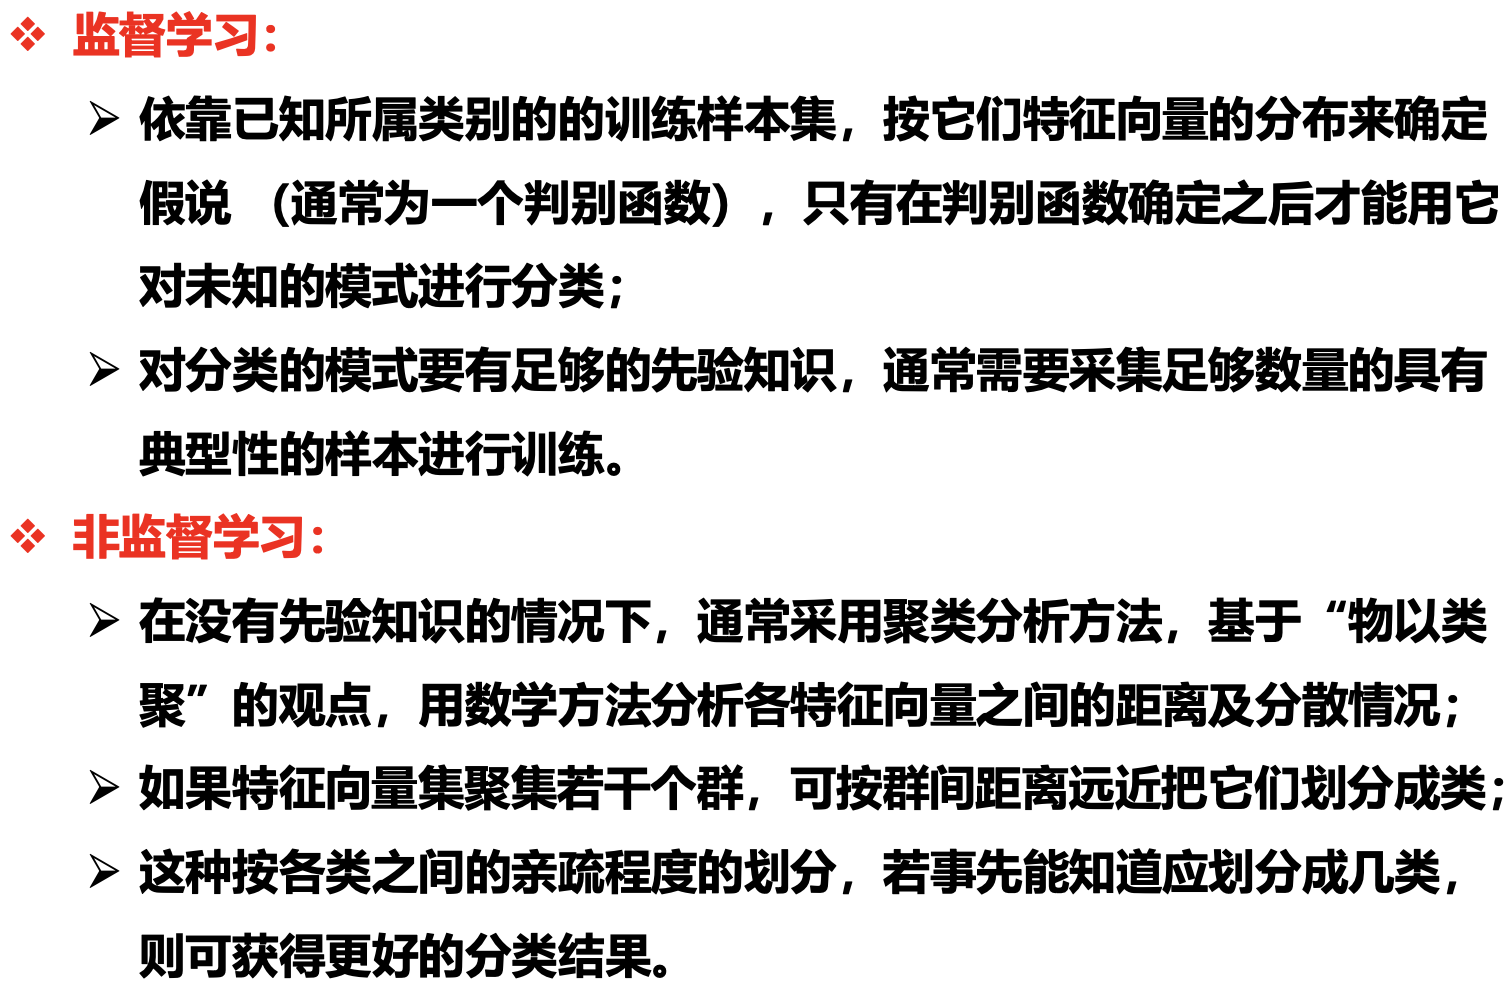 ❖ 监督学习：
➢ 依靠已知所属类别的的训练样本集，按它们特征向量的分布来确定
假说 （通常为一个判别函数），只有在判别函数确定之后才能用它
对未知的模式进行分类；
➢ 对分类的模式要有足够的先验知识，通常需要采集足够数量的具有
典型性的样本进行训练。
❖ 非监督学习：
➢ 在没有先验知识的情况下，通常采用聚类分析方法，基于“物以类
聚”的观点，用数学方法分析各特征向量之间的距离及分散情况；
➢ 如果特征向量集聚集若干个群，可按群间距离远近把它们划分成类；
➢ 这种按各类之间的亲疏程度的划分，若事先能知道应划分成几类，
则可获得更好的分类结果。